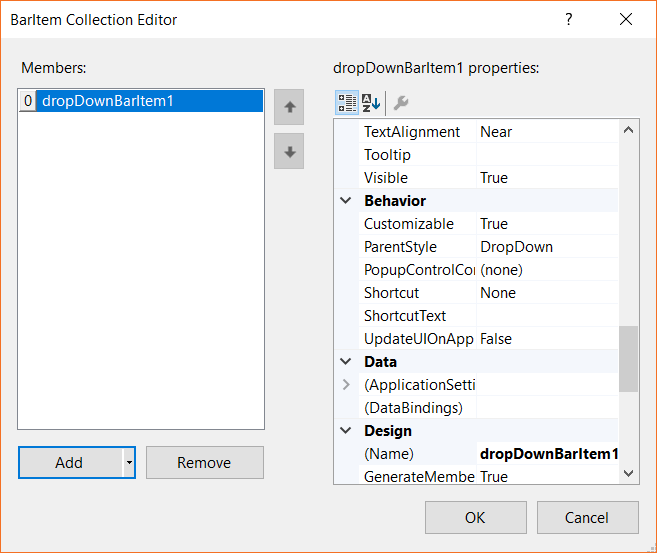 BarItem Collection Editor ?
Members:
0 dropDownBarItem1
Add
Remove
dropDownBarItem1 properties:
TextAlignment Near
Tooltip
Visible True
Behavior
Customizable True
ParentStyle DropDown
PopupControlCon (none)
Shortcut None
ShortcutText
UpdateUIOnApp False
Data
(ApplicationSetti
(DataBindings)
Design
(Name) dropDownBarItem1
GenerateMembe True
OK
Cancel